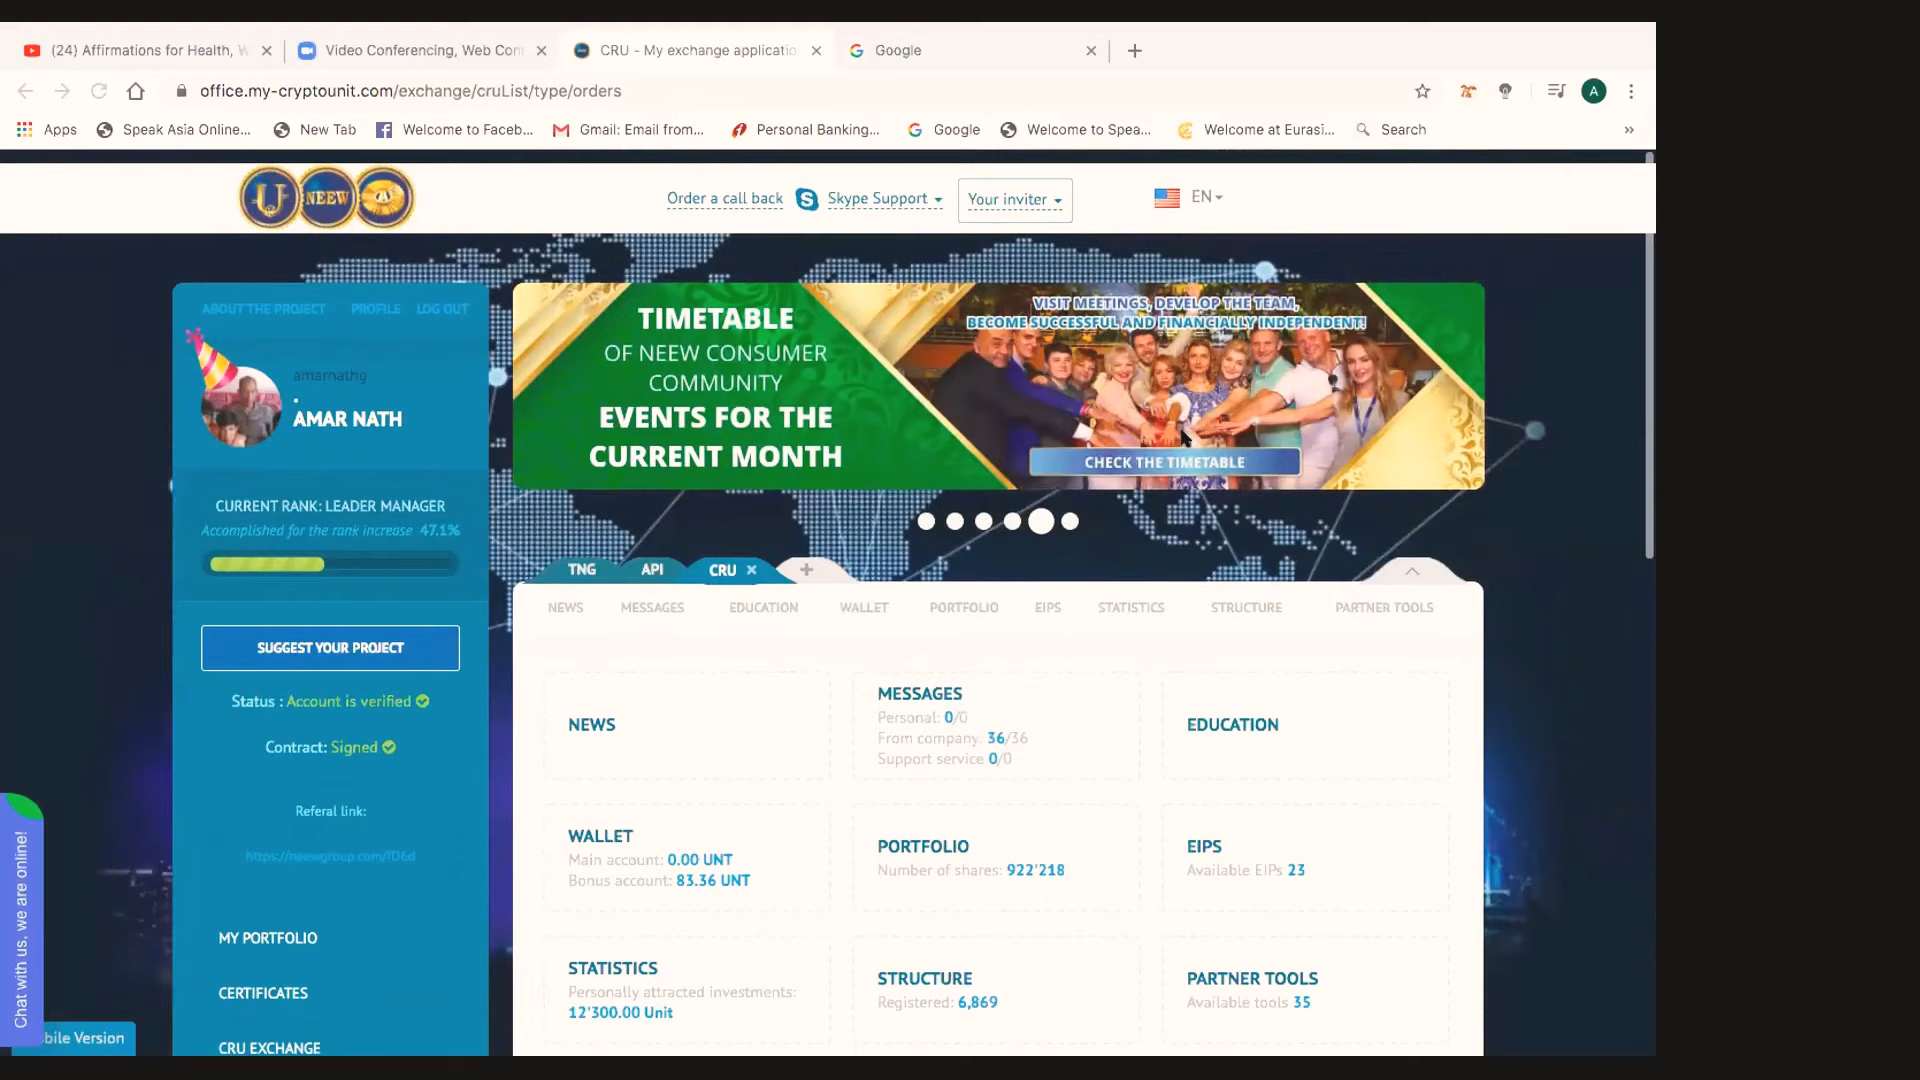 (24) Affirmations for Health, W
Video Conferencing, Web Con
CRU - My exchange applicatio
Google
office.my-cryptounit.com/exchange/cruList/type/orders
A
Apps
Speak Asia Online...
New Tab
Welcome to Faceb...
Gmail: Email from...
Personal Banking...
Google
Welcome to Spea...
Welcome at Eurasi...
Search
»
U
NEEW
Order a call back
Skype Support
Your inviter
EN
ABOUT THE PROJECT
PROFILE
LOG OUT
amarnathg
.
AMAR NATH
CURRENT RANK: LEADER MANAGER
Accomplished for the rank increase 47.1%
SUGGEST YOUR PROJECT
Status : Account is verified
Contract: Signed
Referal link:
https://neewgroup.com/fD6d
MY PORTFOLIO
CERTIFICATES
CRU EXCHANGE
Chat with us, we are online!
bile Version
TIMETABLE
OF NEEW CONSUMER
COMMUNITY
EVENTS FOR THE
CURRENT MONTH
VISIT MEETINGS, DEVELOP THE TEAM,
BECOME SUCCESSFUL AND FINANCIALLY INDEPENDENT!
CHECK THE TIMETABLE
TNG
API
CRU
NEWS
MESSAGES
EDUCATION
WALLET
PORTFOLIO
EIPS
STATISTICS
STRUCTURE
PARTNER TOOLS
NEWS
MESSAGES
Personal: 0/0
From company: 36/36
Support service 0/0
EDUCATION
WALLET
Main account: 0.00 UNT
Bonus account: 83.36 UNT
PORTFOLIO
Number of shares: 922'218
EIPS
Available EIPs 23
STATISTICS
Personally attracted investments:
12'300.00 Unit
STRUCTURE
Registered: 6,869
PARTNER TOOLS
Available tools 35